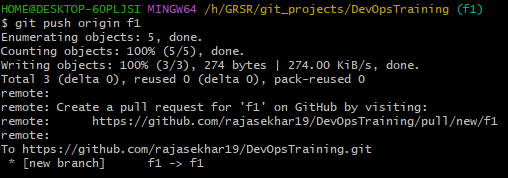 HOME@DESKTOP-6OPLJSI MINGW64 /h/GRSR/git_projects/DevOpsTraining (f1)
$ git push origin f1
Enumerating objects: 5, done.
Counting objects: 100% (5/5), done.
Writing objects: 100% (3/3), 274 bytes | 274.00 KiB/s, done.
Total 3 (delta 0), reused 0 (delta 0), pack-reused 0
remote:
remote: Create a pull request for 'f1' on GitHub by visiting:
remote:      https://github.com/rajasekhar19/DevOpsTraining/pull/new/f1
remote:
To https://github.com/rajasekhar19/DevOpsTraining.git
 * [new branch]      f1 -> f1